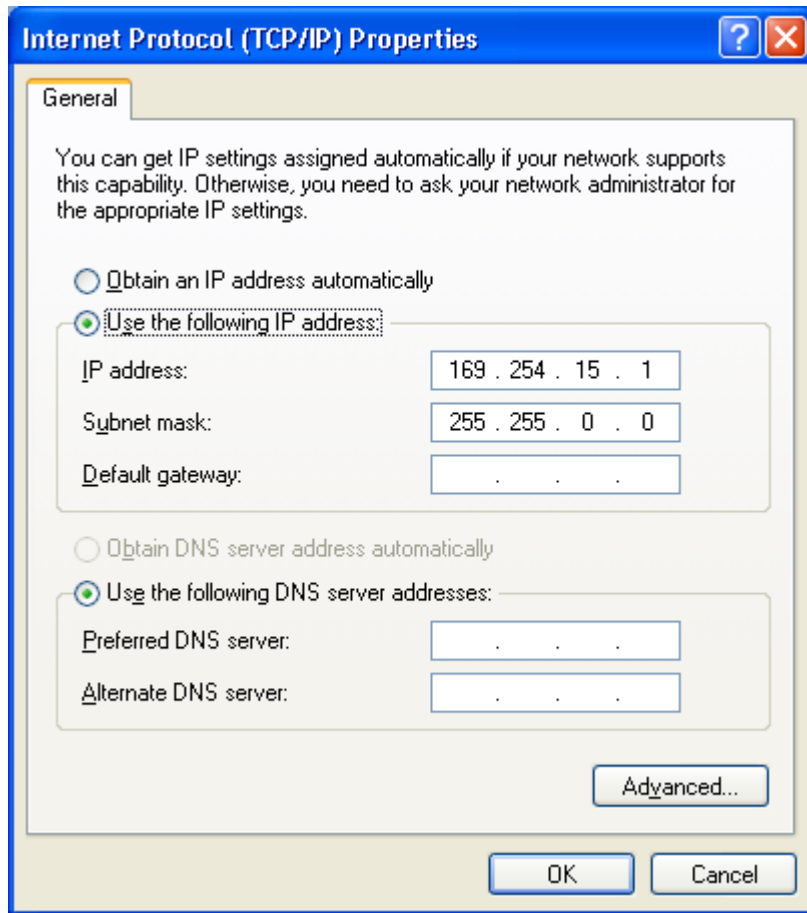 Internet Protocol (TCP/IP) Properties
General
You can get IP settings assigned automatically if your network supports
this capability. Otherwise, you need to ask your network administrator for
the appropriate IP settings.
Obtain an IP address automatically
Use the following IP address:
IP address: 169 . 254 . 15 . 1
Subnet mask: 255 . 255 . 0 . 0
Default gateway: . . .
Obtain DNS server address automatically
Use the following DNS server addresses:
Preferred DNS server: . . .
Alternate DNS server: . . .
Advanced...
OK Cancel